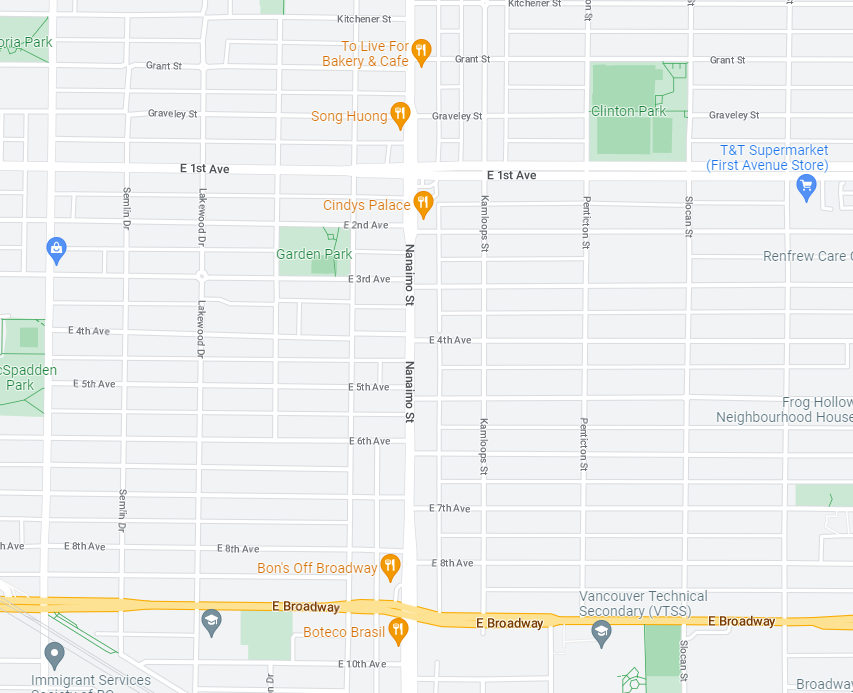 Kitchener St
Kitchener St
oria Park
To Live For
Bakery & Cafe
Grant St
Grant St
Grant St
Song Huong
Graveley St
Graveley St
Clinton Park
Graveley St
T&T Supermarket
(First Avenue Store)
E 1st Ave
E 1st Ave
Semlin Dr
Lakewood Dr
Cindys Palace
Kamloops St
Penticton St
Slocan St
E 2nd Ave
Garden Park
Nanaimo St
Renfrew Care C
E 3rd Ave
Lakewood Dr
E 4th Ave
E 4th Ave
cSpadden
Park
E 5th Ave
E 5th Ave
Nanaimo St
Frog Hollow
Neighbourhood House
Kamloops St
Penticton St
E 6th Ave
Semlin Dr
E 7th Ave
h Ave
E 8th Ave
E 8th Ave
E 8th Ave
Bon's Off Broadway
Vancouver Technical
Secondary (VTSS)
E Broadway
E Broadway
E Broadway
Boteco Brasil
Slocan St
E 10th Ave
Immigrant Services
Society of BC
on Dr
Broadway